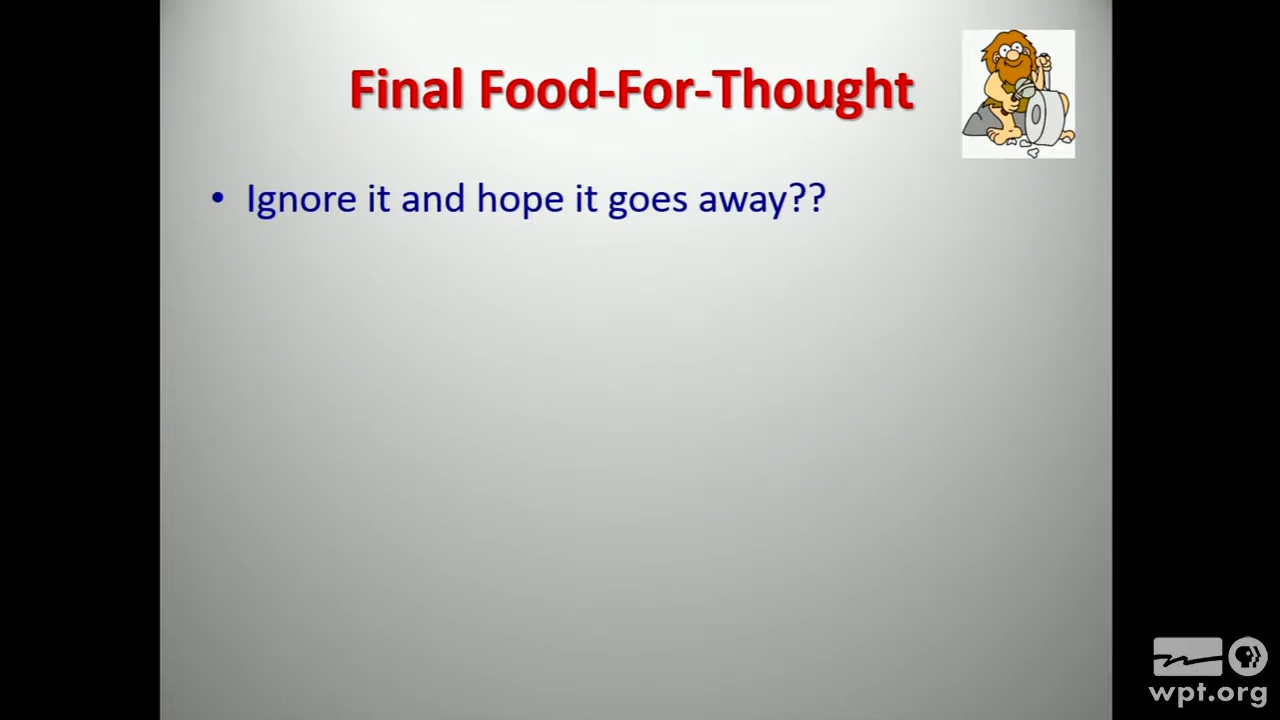 Final Food-For-Thought
• Ignore it and hope it goes away??
wpt.org